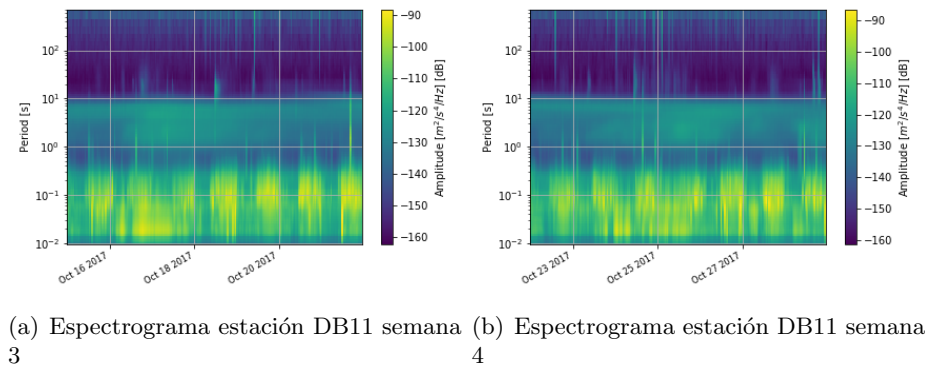 10²
10¹
10⁰
10⁻¹
10⁻²
Period [s]
Oct 16 2017
Oct 18 2017
Oct 20 2017
−90
−100
−110
−120
−130
−140
−150
−160
Amplitude [m²/s⁴/Hz] [dB]
10²
10¹
10⁰
10⁻¹
10⁻²
Period [s]
Oct 23 2017
Oct 25 2017
Oct 27 2017
−90
−100
−110
−120
−130
−140
−150
−160
Amplitude [m²/s⁴/Hz] [dB]
(a) Espectrograma estación DB11 semana
3
(b) Espectrograma estación DB11 semana
4